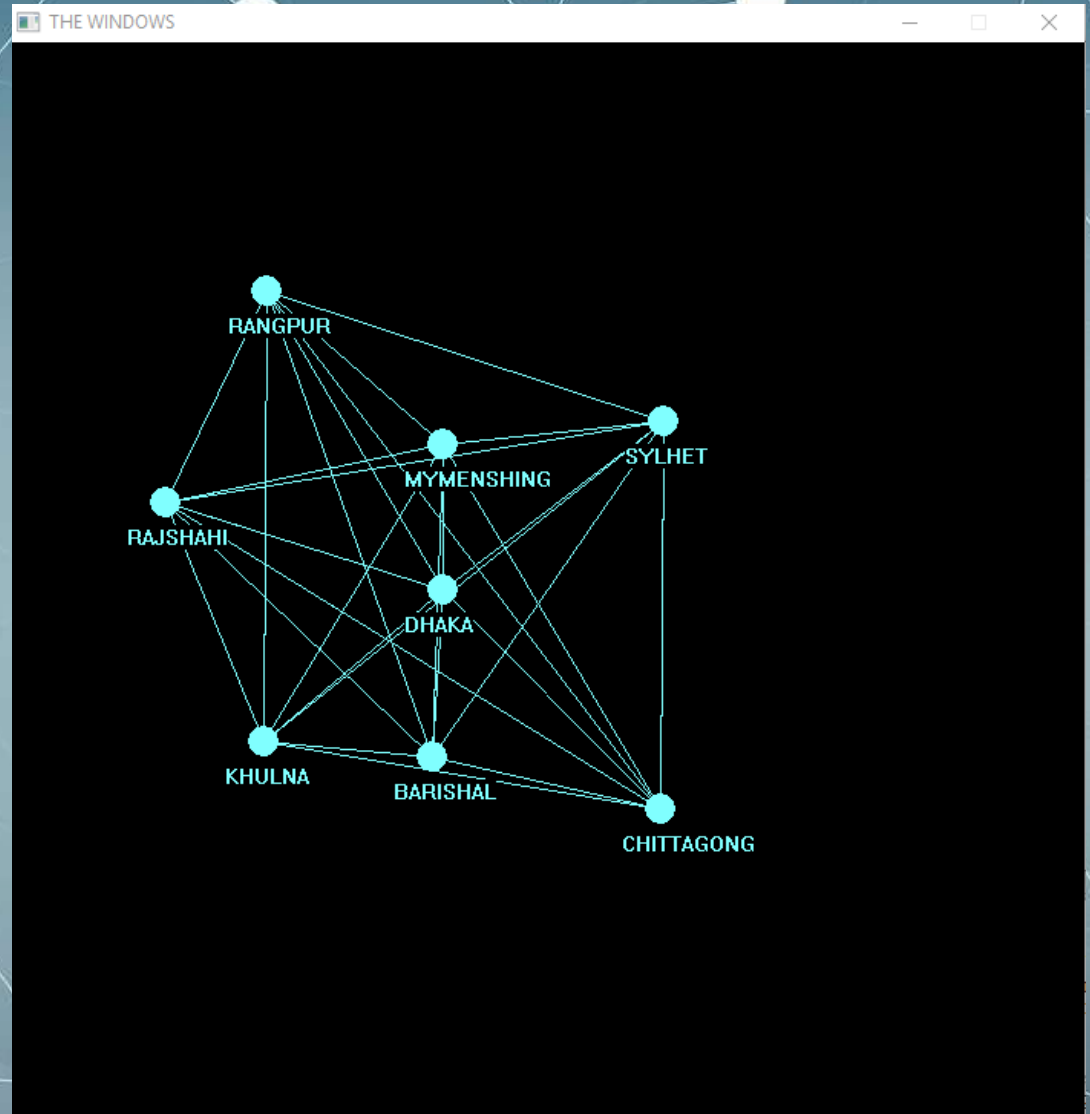 THE WINDOWS
RANGPUR
SYLHET
MYMENSHING
RAJSHAHI
DHAKA
KHULNA
BARISHAL
CHITTAGONG